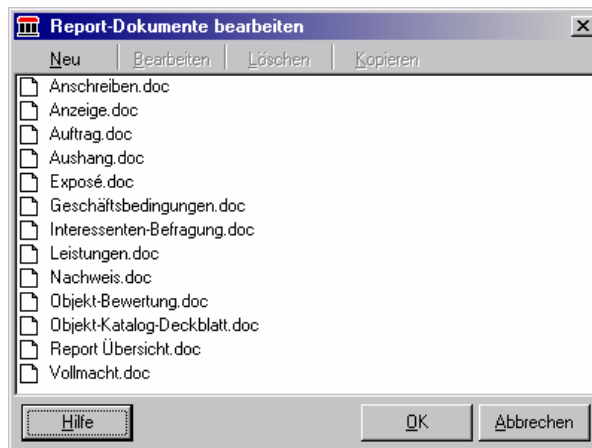 Report-Dokumente bearbeiten
Neu Bearbeiten Löschen Kopieren
Anschreiben.doc
Anzeige.doc
Auftrag.doc
Aushang.doc
Exposé.doc
Geschäftsbedingungen.doc
Interessenten-Befragung.doc
Leistungen.doc
Nachweis.doc
Objekt-Bewertung.doc
Objekt-Katalog-Deckblatt.doc
Report Übersicht.doc
Vollmacht.doc
Hilfe OK Abbrechen